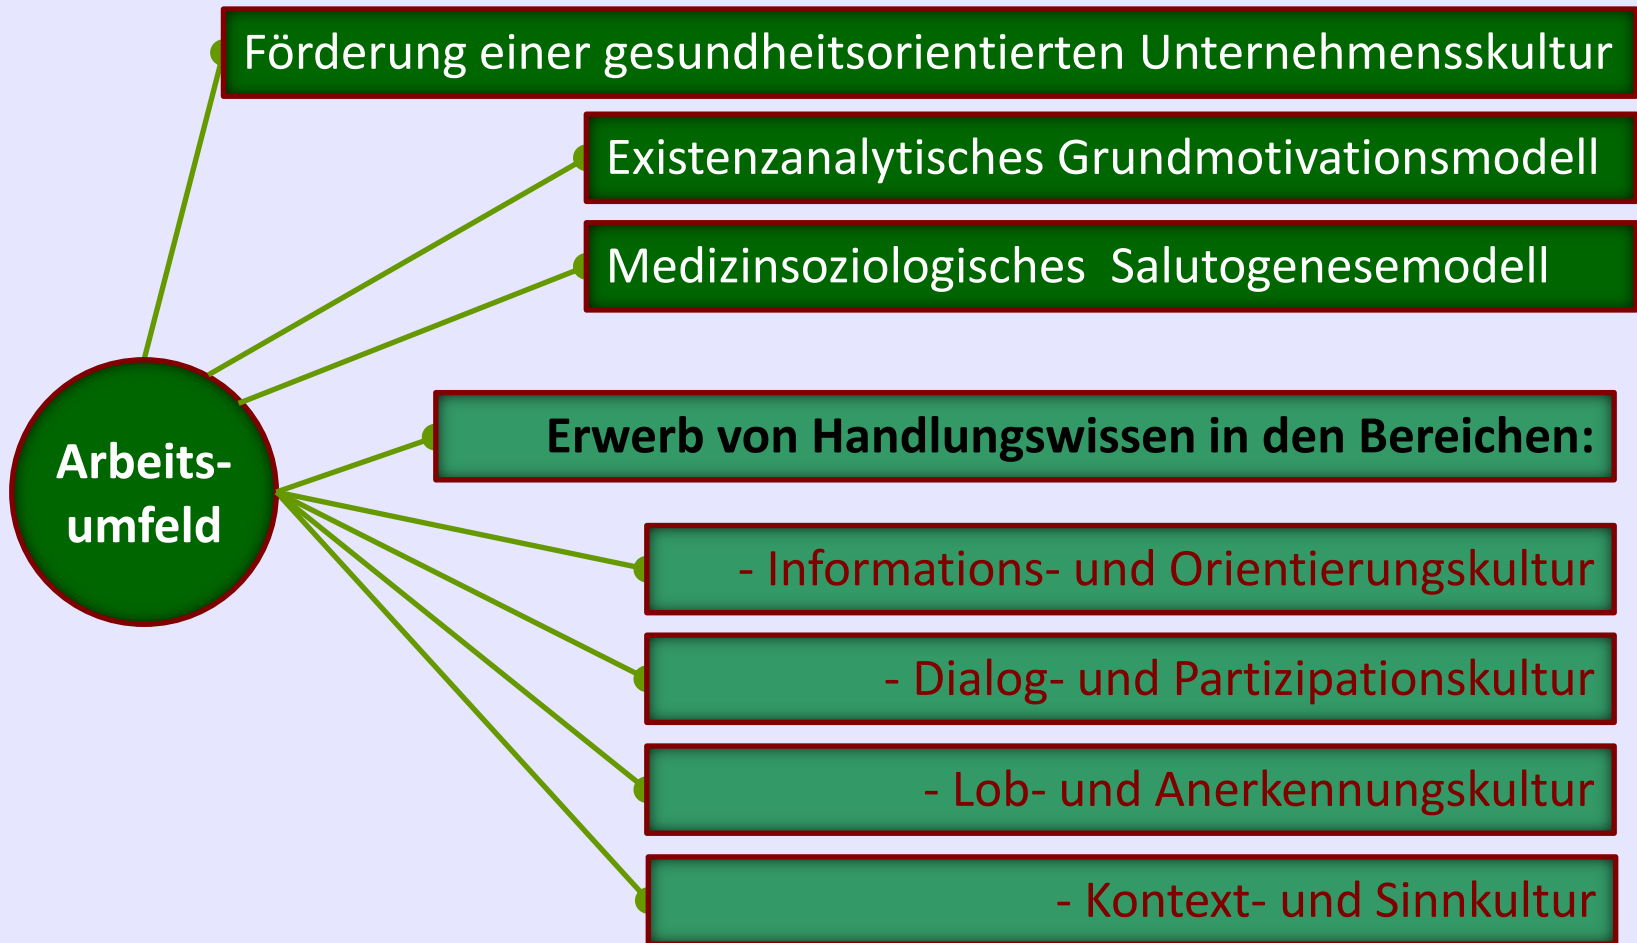 Förderung einer gesundheitsorientierten Unternehmensskultur
Existenzanalytisches Grundmotivationsmodell
Medizinsoziologisches Salutogenesemodell
Arbeits-
umfeld
Erwerb von Handlungswissen in den Bereichen:
- Informations- und Orientierungskultur
- Dialog- und Partizipationskultur
- Lob- und Anerkennungskultur
- Kontext- und Sinnkultur